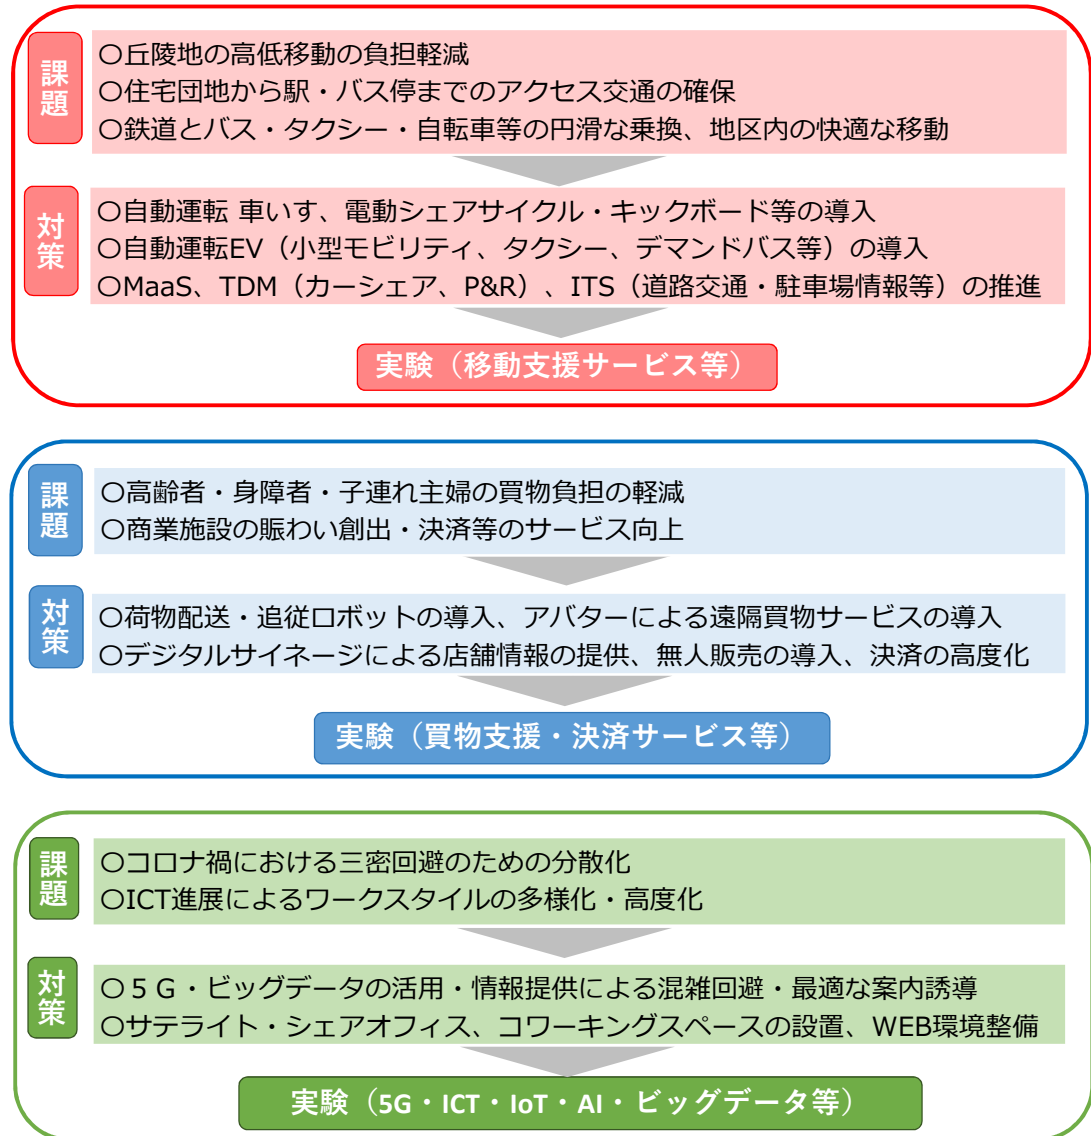 課題
〇丘陵地の高低移動の負担軽減
〇住宅団地から駅・バス停までのアクセス交通の確保
〇鉄道とバス・タクシー・自転車等の円滑な乗換、地区内の快適な移動
対策
〇自動運転 車いす、電動シェアサイクル・キックボード等の導入
〇自動運転EV（小型モビリティ、タクシー、デマンドバス等）の導入
〇MaaS、TDM（カーシェア、P&R）、ITS（道路交通・駐車場情報等）の推進
実験（移動支援サービス等）
課題
〇高齢者・身障者・子連れ主婦の買物負担の軽減
〇商業施設の賑わい創出・決済等のサービス向上
対策
〇荷物配送・追従ロボットの導入、アバターによる遠隔買物サービスの導入
〇デジタルサイネージによる店舗情報の提供、無人販売の導入、決済の高度化
実験（買物支援・決済サービス等）
課題
〇コロナ禍における三密回避のための分散化
〇ICT進展によるワークスタイルの多様化・高度化
対策
〇５Ｇ・ビッグデータの活用・情報提供による混雑回避・最適な案内誘導
〇サテライト・シェアオフィス、コワーキングスペースの設置、WEB環境整備
実験（5G・ICT・IoT・AI・ビッグデータ等）